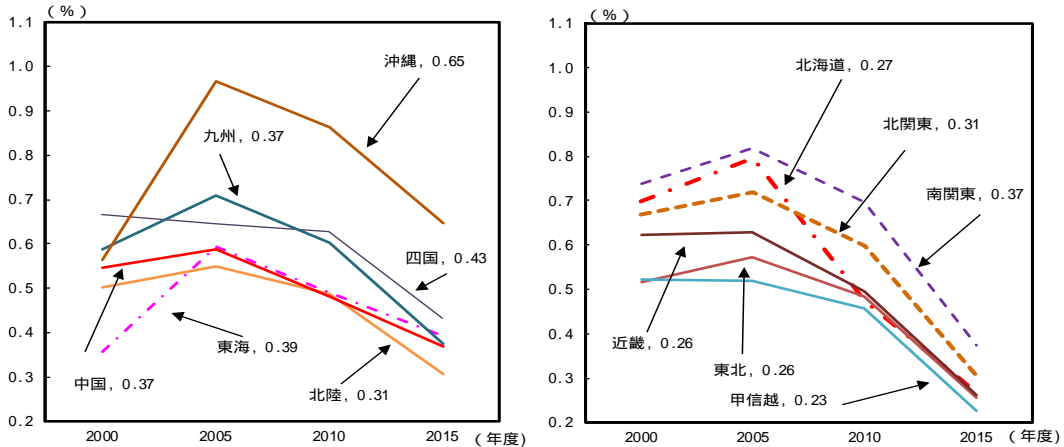 (%)
1.1
1.0
0.9
0.8
0.7
0.6
0.5
0.4
0.3
0.2
2000
2005
2010
2015
(年度)
沖縄, 0.65
九州, 0.37
四国, 0.43
東海, 0.39
中国, 0.37
北陸, 0.31
(%)
1.1
1.0
0.9
0.8
0.7
0.6
0.5
0.4
0.3
0.2
2000
2005
2010
2015
(年度)
北海道, 0.27
北関東, 0.31
南関東, 0.37
近畿, 0.26
東北, 0.26
甲信越, 0.23